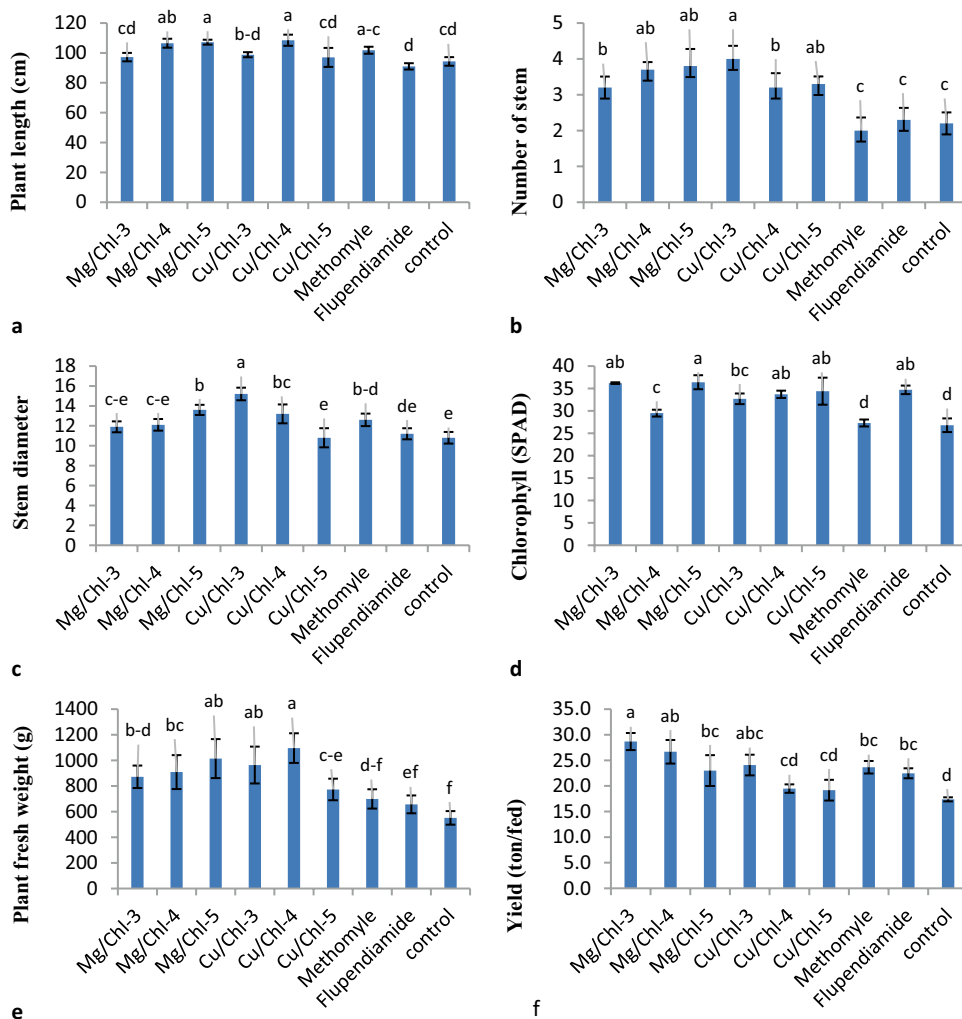 Plant length (cm)
120
100
80
60
40
20
0
cd
ab
a
b-d
a
cd
a-c
d
cd
Mg/Chl-3
Mg/Chl-4
Mg/Chl-5
Cu/Chl-3
Cu/Chl-4
Cu/Chl-5
Methomyle
Flupendiamide
control
a
Number of stem
5
4
3
2
1
0
b
ab
ab
a
b
ab
c
c
c
Mg/Chl-3
Mg/Chl-4
Mg/Chl-5
Cu/Chl-3
Cu/Chl-4
Cu/Chl-5
Methomyle
Flupendiamide
control
b
Stem diameter
18
16
14
12
10
8
6
4
2
0
c-e
c-e
b
a
bc
e
b-d
de
e
Mg/Chl-3
Mg/Chl-4
Mg/Chl-5
Cu/Chl-3
Cu/Chl-4
Cu/Chl-5
Methomyle
Flupendiamide
control
c
Chlorophyll (SPAD)
40
35
30
25
20
15
10
5
0
ab
c
a
bc
ab
ab
d
ab
d
Mg/Chl-3
Mg/Chl-4
Mg/Chl-5
Cu/Chl-3
Cu/Chl-4
Cu/Chl-5
Methomyle
Flupendiamide
control
d
Plant fresh weight (g)
1400
1200
1000
800
600
400
200
0
b-d
bc
ab
ab
a
c-e
d-f
ef
f
Mg/Chl-3
Mg/Chl-4
Mg/Chl-5
Cu/Chl-3
Cu/Chl-4
Cu/Chl-5
Methomyle
Flupendiamide
control
e
Yield (ton/fed)
35.0
30.0
25.0
20.0
15.0
10.0
5.0
0.0
a
ab
bc
abc
cd
cd
bc
bc
d
Mg/Chl-3
Mg/Chl-4
Mg/Chl-5
Cu/Chl-3
Cu/Chl-4
Cu/Chl-5
Methomyle
Flupendiamide
control
f